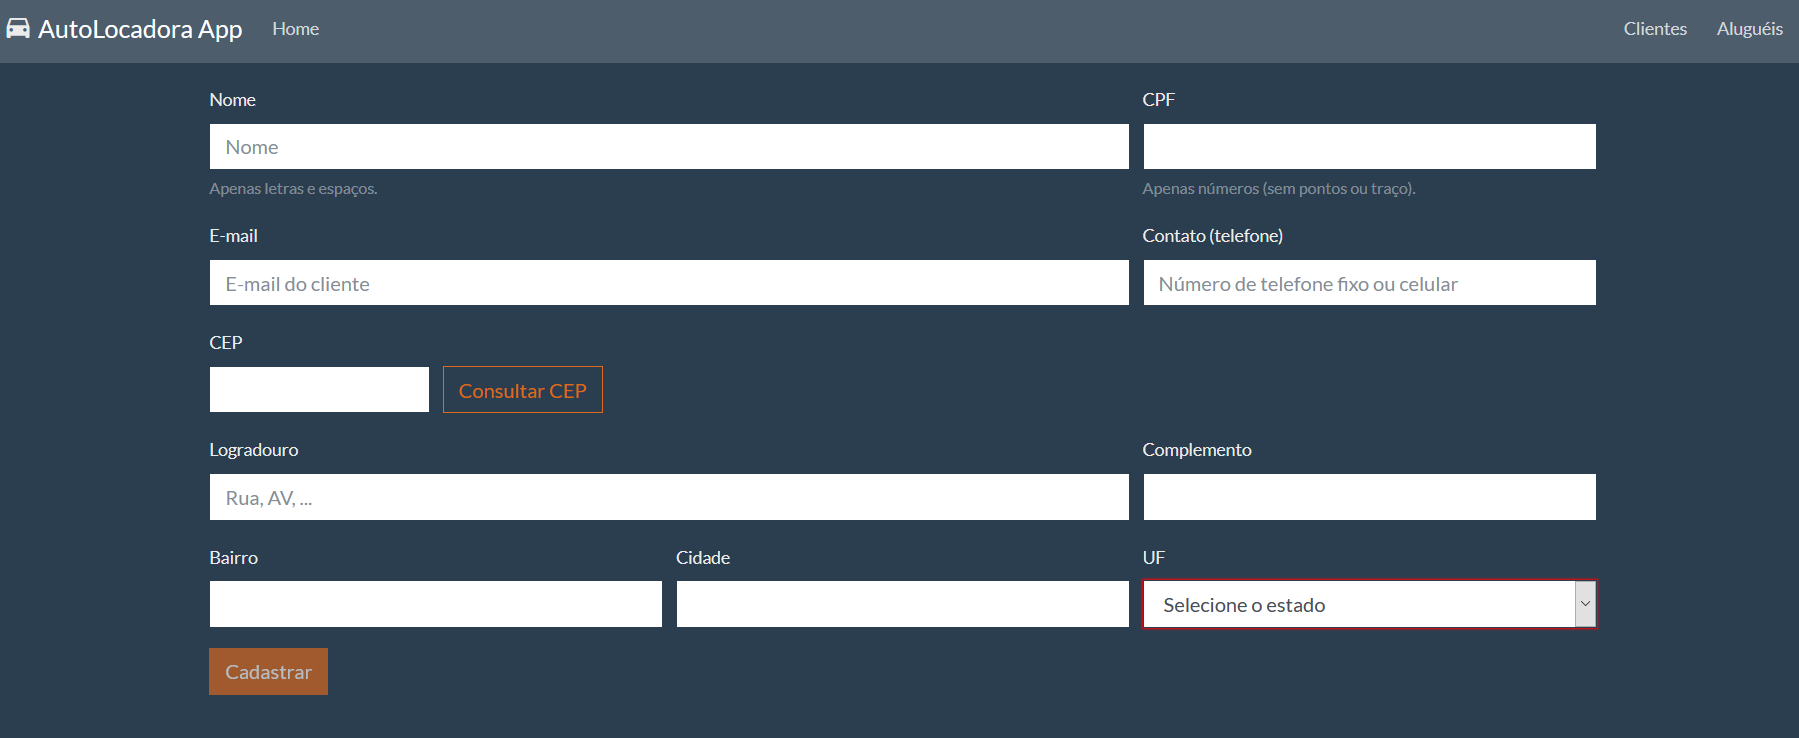 AutoLocadora App Home Clientes Aluguéis
Nome CPF
Nome
Apenas letras e espaços. Apenas números (sem pontos ou traço).
E-mail Contato (telefone)
E-mail do cliente Número de telefone fixo ou celular
CEP
Consultar CEP
Logradouro Complemento
Rua, AV, ...
Bairro Cidade UF
Selecione o estado
Cadastrar